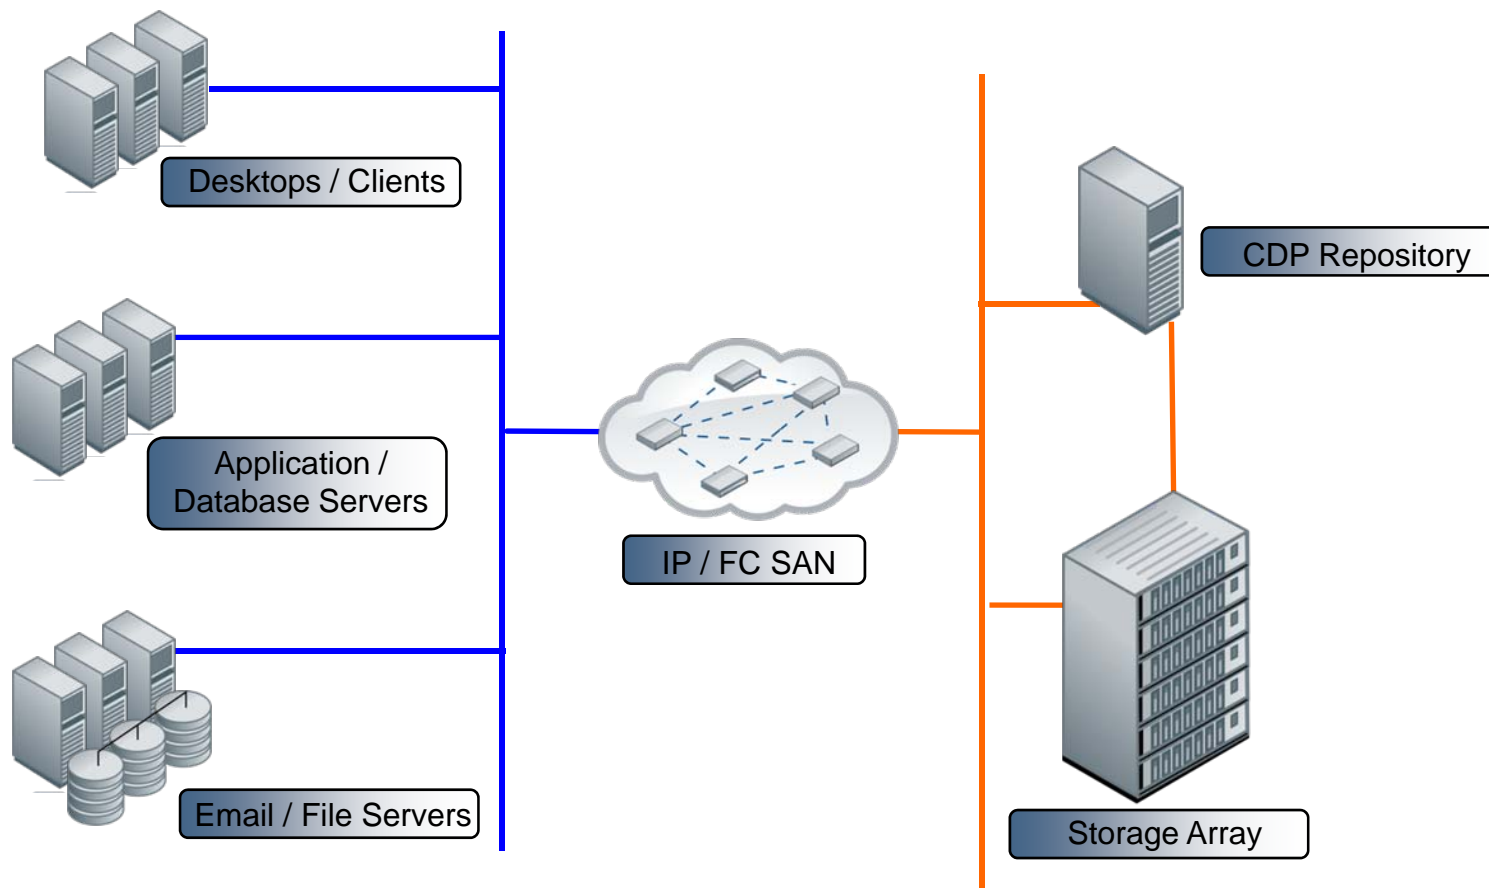 Desktops / Clients
CDP Repository
Application /
Database Servers
IP / FC SAN
Email / File Servers
Storage Array